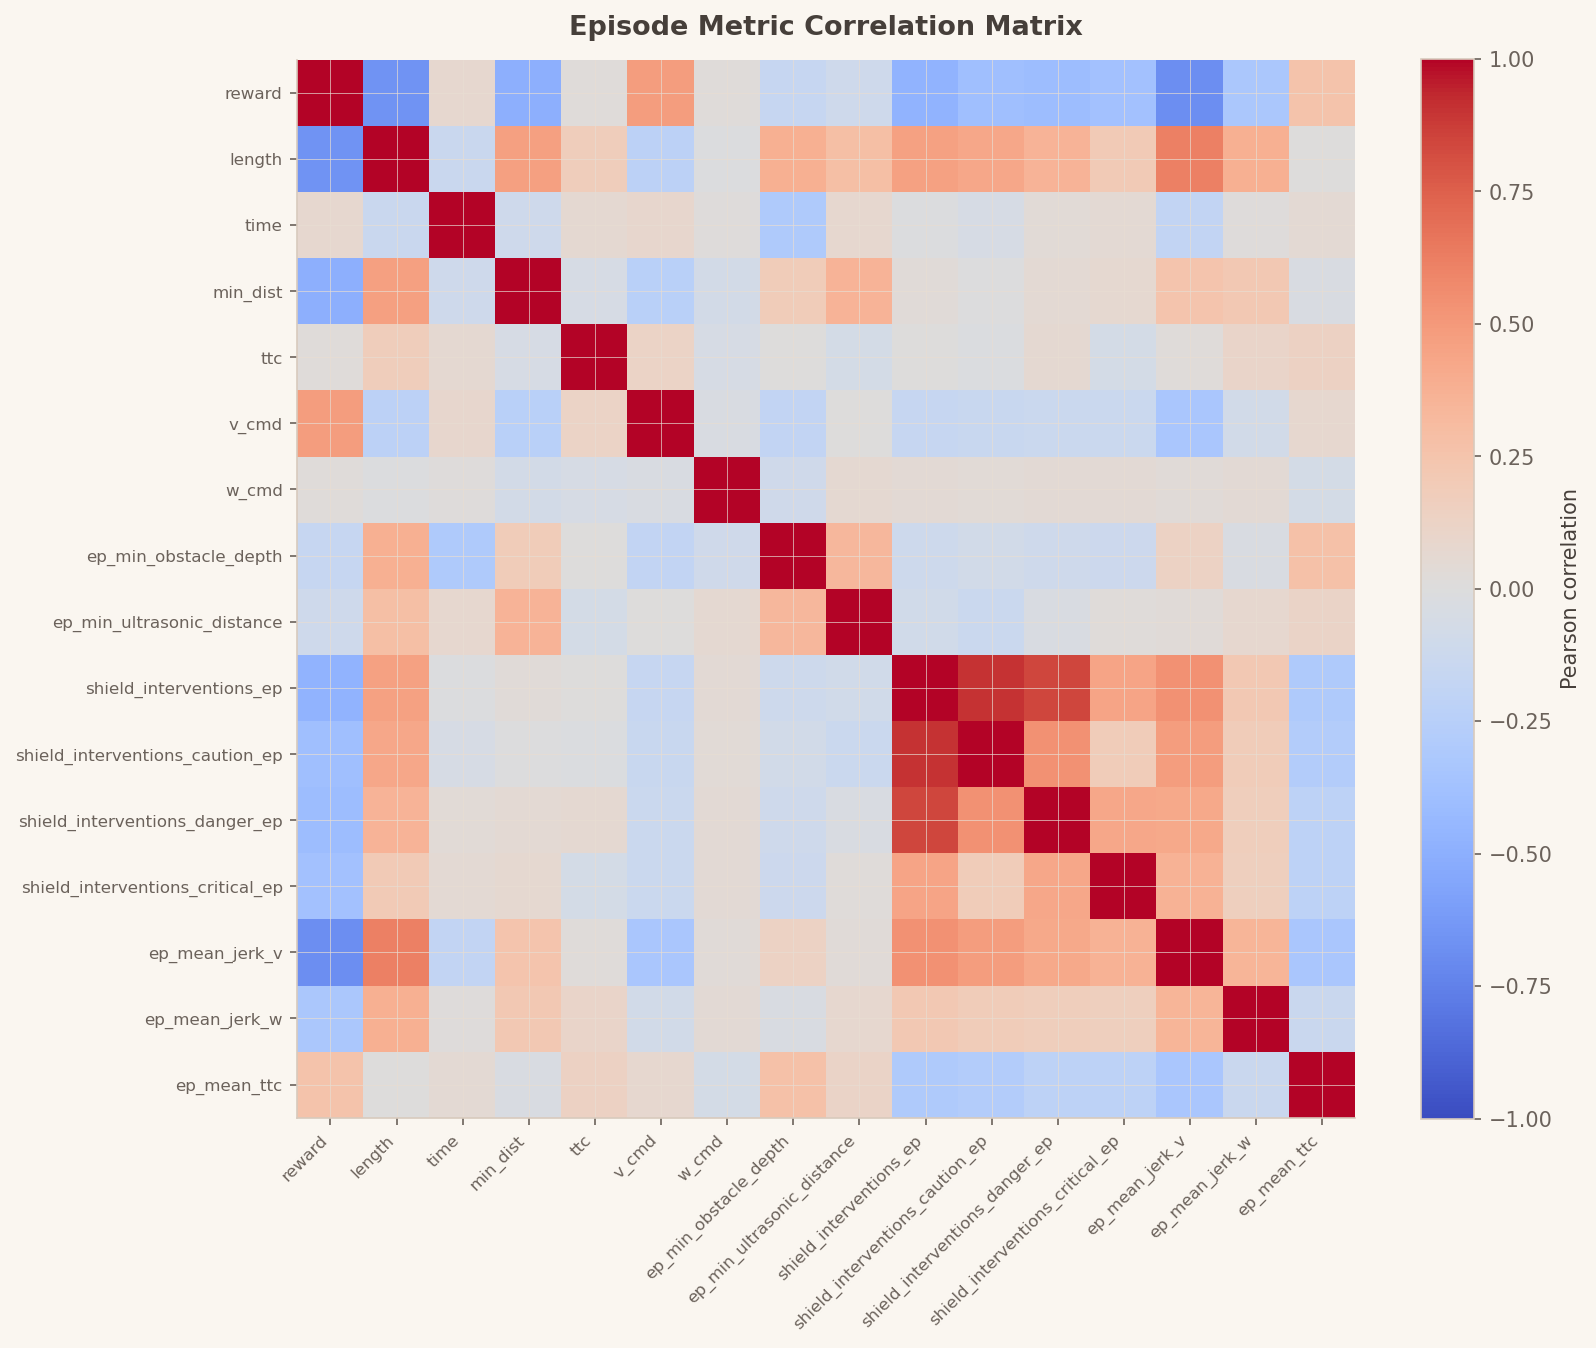 Episode Metric Correlation Matrix
reward
length
time
min_dist
ttc
v_cmd
w_cmd
ep_min_obstacle_depth
ep_min_ultrasonic_distance
shield_interventions_ep
shield_interventions_caution_ep
shield_interventions_danger_ep
shield_interventions_critical_ep
ep_mean_jerk_v
ep_mean_jerk_w
ep_mean_ttc
reward
length
time
min_dist
ttc
v_cmd
w_cmd
ep_min_obstacle_depth
ep_min_ultrasonic_distance
shield_interventions_ep
shield_interventions_caution_ep
shield_interventions_danger_ep
shield_interventions_critical_ep
ep_mean_jerk_v
ep_mean_jerk_w
ep_mean_ttc
1.00
0.75
0.50
0.25
0.00
−0.25
−0.50
−0.75
−1.00
Pearson correlation